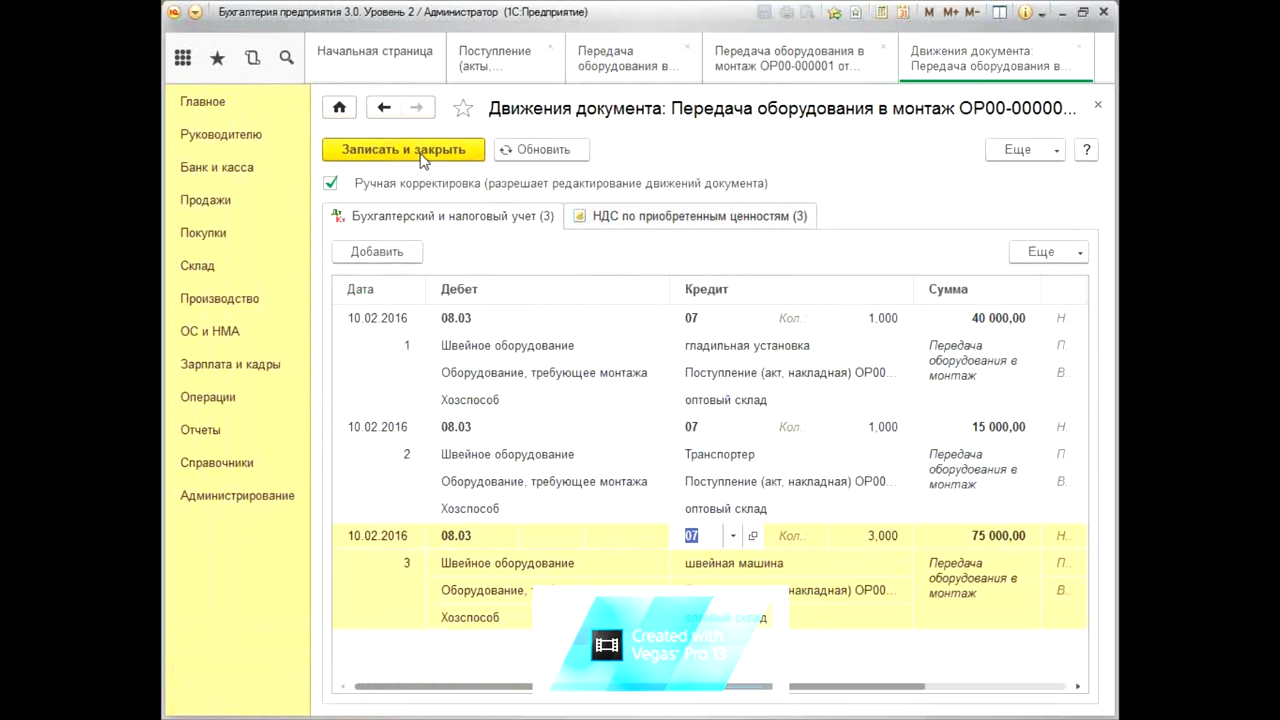 Бухгалтерия предприятия 3.0. Уровень 2 / Администратор (1С:Предприятие)
M M+ M-
Начальная страница
Поступление (акты,...
Передача оборудования в...
Передача оборудования в монтаж ОР00-000001 от...
Движения документа: Передача оборудования в...
Главное
Руководителю
Банк и касса
Продажи
Покупки
Склад
Производство
ОС и НМА
Зарплата и кадры
Операции
Отчеты
Справочники
Администрирование
Движения документа: Передача оборудования в монтаж ОР00-00000...
Записать и закрыть Обновить Еще ?
Ручная корректировка (разрешает редактирование движений документа)
Дт Кт Бухгалтерский и налоговый учет (3) НДС по приобретенным ценностям (3)
Добавить Еще
Дата Дебет Кредит Сумма
10.02.2016 08.03 07 Кол.: 1,000 40 000,00 Н.
1 Швейное оборудование гладильная установка Передача оборудования в монтаж П..
Оборудование, требующее монтажа Поступление (акт, накладная) ОР00... В..
Хозспособ оптовый склад
10.02.2016 08.03 07 Кол. 1,000 15 000,00 Н.
2 Швейное оборудование Транспортер Передача оборудования в монтаж П..
Оборудование, требующее монтажа Поступление (акт, накладная) ОР00... В..
Хозспособ оптовый склад
10.02.2016 08.03 07 Кол.: 3,000 75 000,00 Н..
3 Швейное оборудование швейная машина Передача оборудования в монтаж П..
Оборудование, накладная) ОР00... В..
Хозспособ оптовый склад
Created with
Vegas Pro 13